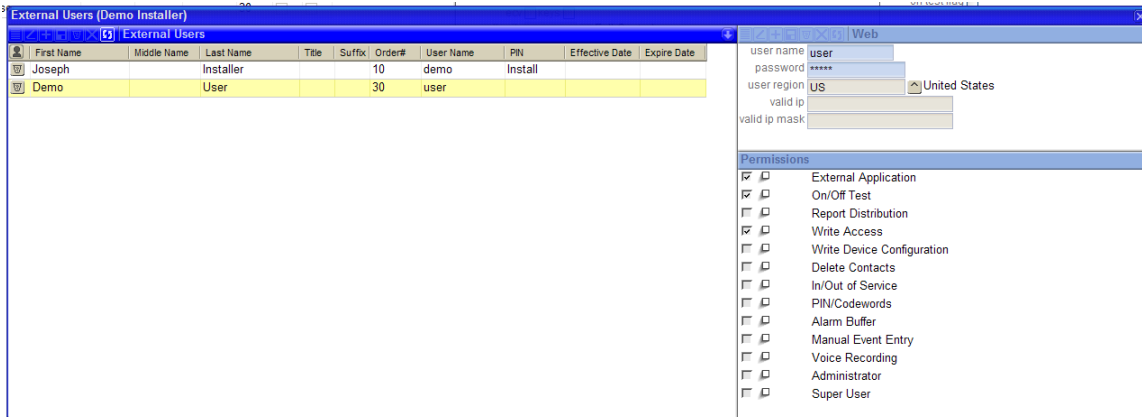 External Users (Demo Installer)
External Users
First Name Middle Name Last Name Title Suffix Order# User Name PIN Effective Date Expire Date
Joseph Installer 10 demo Install
Demo User 30 user
Web
user name user
password *****
user region US United States
valid ip
valid ip mask
Permissions
External Application
On/Off Test
Report Distribution
Write Access
Write Device Configuration
Delete Contacts
In/Out of Service
PIN/Codewords
Alarm Buffer
Manual Event Entry
Voice Recording
Administrator
Super User